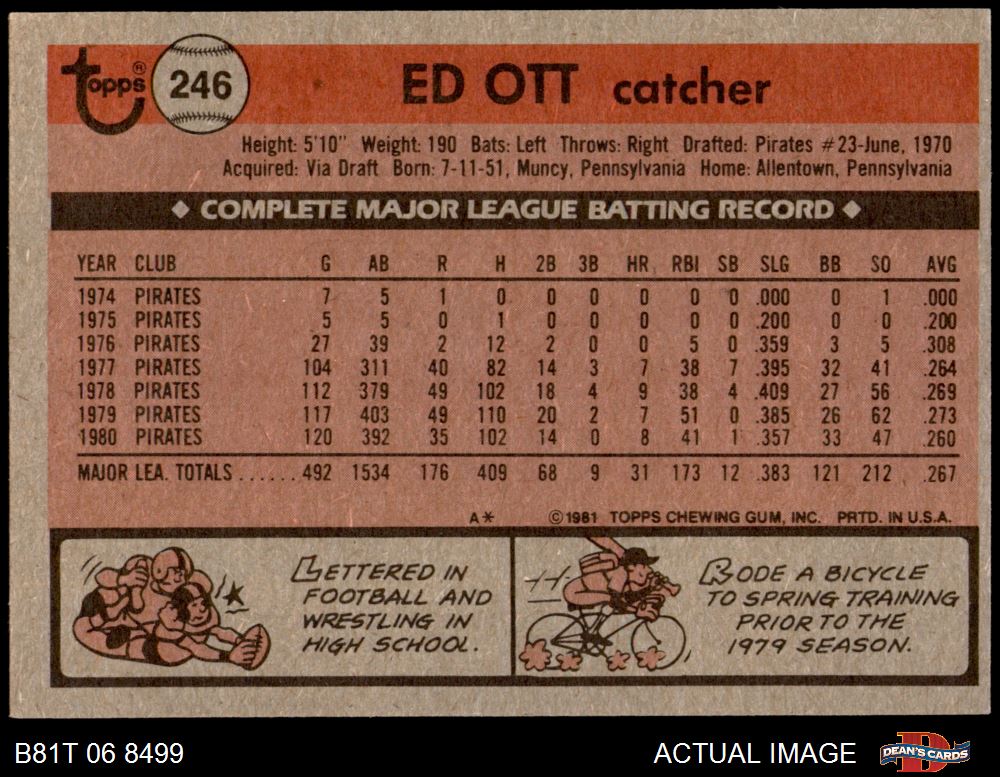 Topps® 246 ED OTT catcher
Height: 5'10" Weight: 190 Bats: Left Throws: Right Drafted: Pirates #23-June, 1970
Acquired: Via Draft Born: 7-11-51, Muncy, Pennsylvania Home: Allentown, Pennsylvania
◆ COMPLETE MAJOR LEAGUE BATTING RECORD ◆
YEAR CLUB G AB R H 2B 3B HR RBI SB SLG BB SO AVG
1974 PIRATES 7 5 1 0 0 0 0 0 0 .000 0 1 .000
1975 PIRATES 5 5 0 1 0 0 0 0 0 .200 0 0 .200
1976 PIRATES 27 39 2 12 2 0 0 5 0 .359 3 5 .308
1977 PIRATES 104 311 40 82 14 3 7 38 7 .395 32 41 .264
1978 PIRATES 112 379 49 102 18 4 9 38 4 .409 27 56 .269
1979 PIRATES 117 403 49 110 20 2 7 51 0 .385 26 62 .273
1980 PIRATES 120 392 35 102 14 0 8 41 1 .357 33 47 .260
MAJOR LEA. TOTALS ...... 492 1534 176 409 68 9 31 173 12 .383 121 212 .267
A* ©1981 TOPPS CHEWING GUM, INC. PRTD. IN U.S.A.
LETTERED IN
FOOTBALL AND
WRESTLING IN
HIGH SCHOOL.
RODE A BICYCLE
TO SPRING TRAINING
PRIOR TO THE
1979 SEASON.
B81T 06 8499 ACTUAL IMAGE DEAN'S CARDS